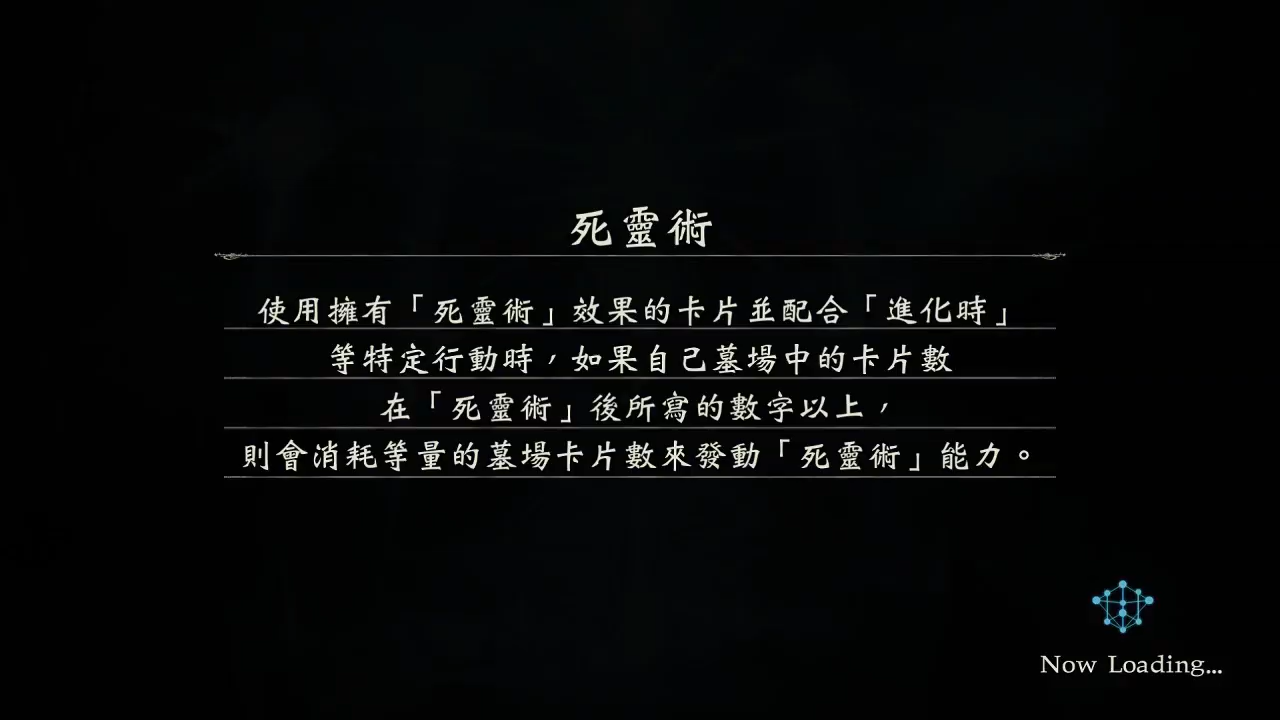 死靈術
使用擁有「死靈術」效果的卡片並配合「進化時」
等特定行動時，如果自己墓場中的卡片數
在「死靈術」後所寫的數字以上，
則會消耗等量的墓場卡片數來發動「死靈術」能力。
Now Loading...